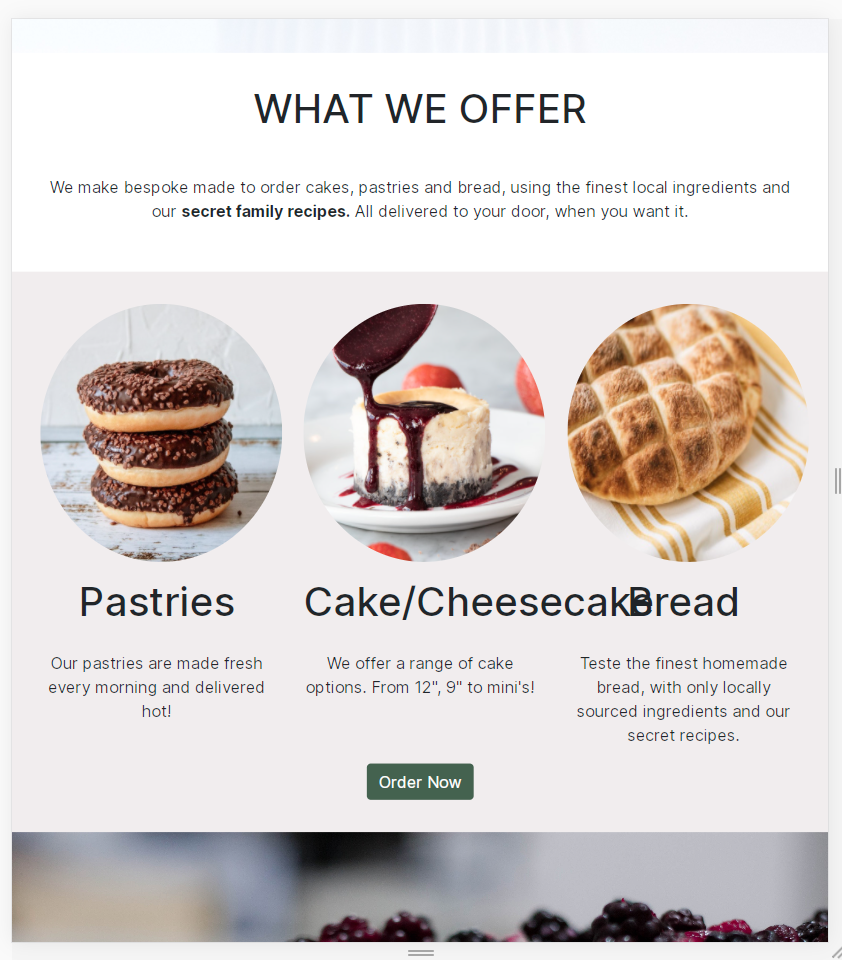 WHAT WE OFFER
We make bespoke made to order cakes, pastries and bread, using the finest local ingredients and
our secret family recipes. All delivered to your door, when you want it.
Pastries
Cake/Cheesecake
Bread
Our pastries are made fresh
every morning and delivered
hot!
We offer a range of cake
options. From 12", 9" to mini's!
Teste the finest homemade
bread, with only locally
sourced ingredients and our
secret recipes.
Order Now